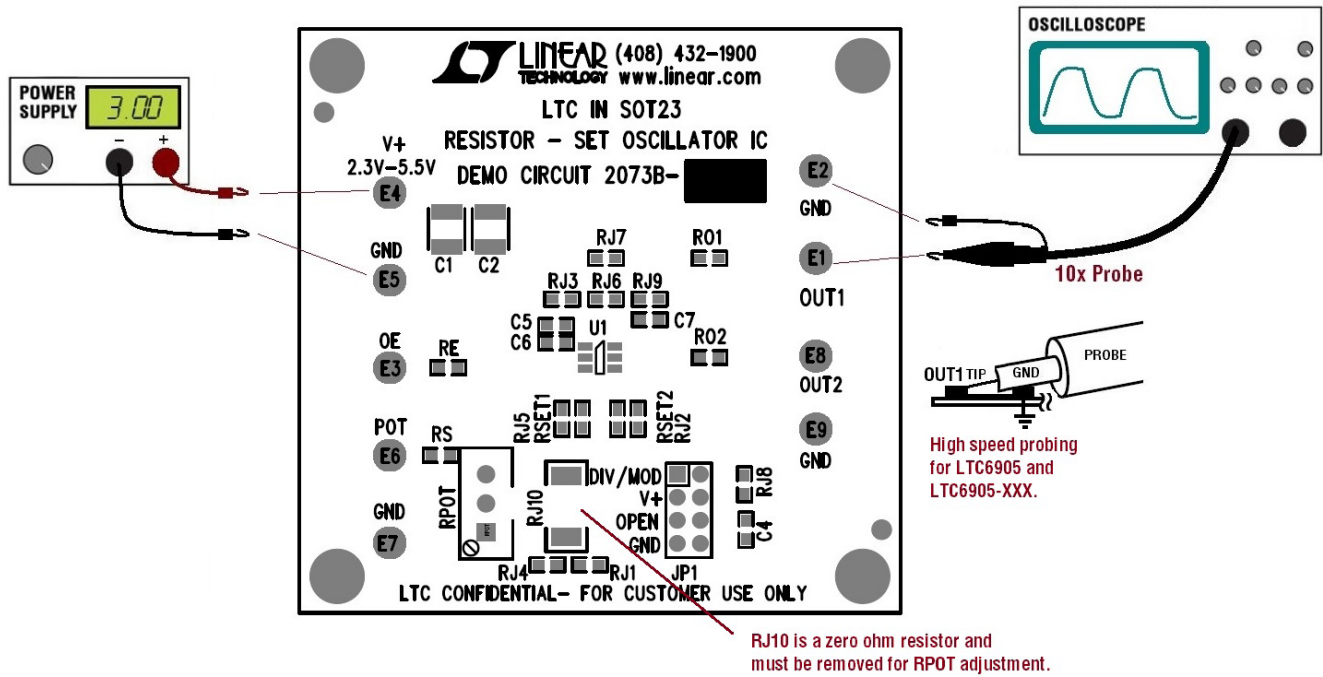 POWER
SUPPLY
3.00
−
+
LINEAR
TECHNOLOGY
(408) 432-1900
www.linear.com
LTC IN SOT23
RESISTOR - SET OSCILLATOR IC
DEMO CIRCUIT 2073B-
V+
2.3V-5.5V
E4
GND
E5
OE
E3
POT
E6
GND
E7
C1
C2
RJ7
RO1
RJ3
RJ6
RJ9
C5
C6
U1
C7
RO2
RE
RJ5
RSET1
RSET2
RJ2
RS
RPOT
RPOT
RJ10
DIV/MOD
V+
OPEN
GND
JP1
RJ8
C4
RJ4
RJ1
LTC CONFIDENTIAL- FOR CUSTOMER USE ONLY
E2
GND
E1
OUT1
E8
OUT2
E9
GND
OSCILLOSCOPE
10x Probe
OUT1 TIP
GND
PROBE
High speed probing
for LTC6905 and
LTC6905-XXX.
RJ10 is a zero ohm resistor and
must be removed for RPOT adjustment.